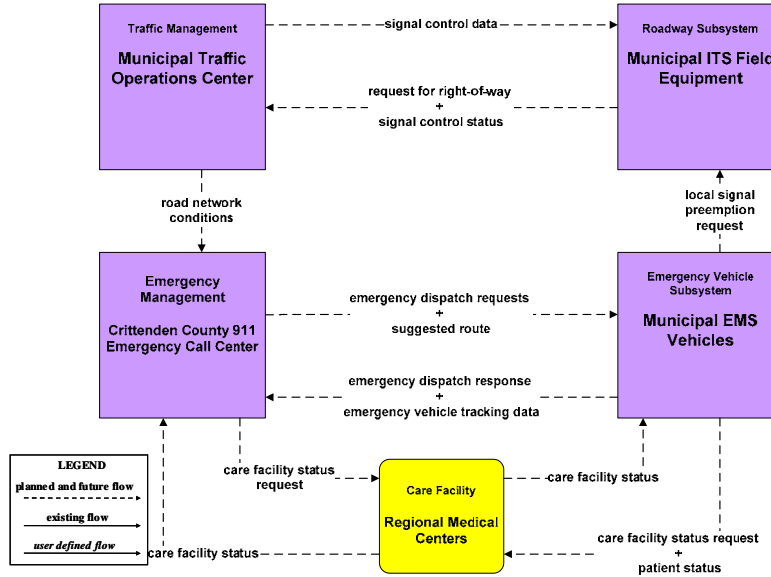 Traffic Management
Municipal Traffic
Operations Center
signal control data
Roadway Subsystem
Municipal ITS Field
Equipment
request for right-of-way
+
signal control status
road network
conditions
local signal
preemption
request
Emergency
Management
Crittenden County 911
Emergency Call Center
emergency dispatch requests
+
suggested route
Emergency Vehicle
Subsystem
Municipal EMS
Vehicles
emergency dispatch response
+
emergency vehicle tracking data
LEGEND
planned and future flow
existing flow
user defined flow
care facility status
request
Care Facility
Regional Medical
Centers
care facility status
care facility status
care facility status request
+
patient status